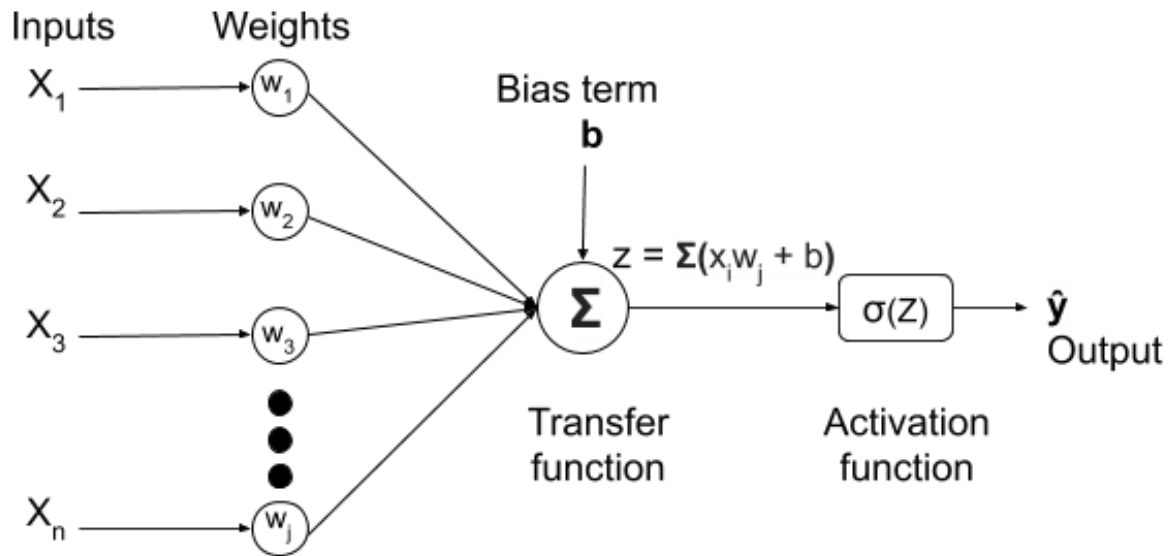 Inputs
Weights
X₁
w₁
Bias term
b
X₂
w₂
z = Σ(xᵢwⱼ + b)
Σ
σ(Z)
ŷ
Output
X₃
w₃
Transfer
function
Activation
function
Xₙ
wⱼ